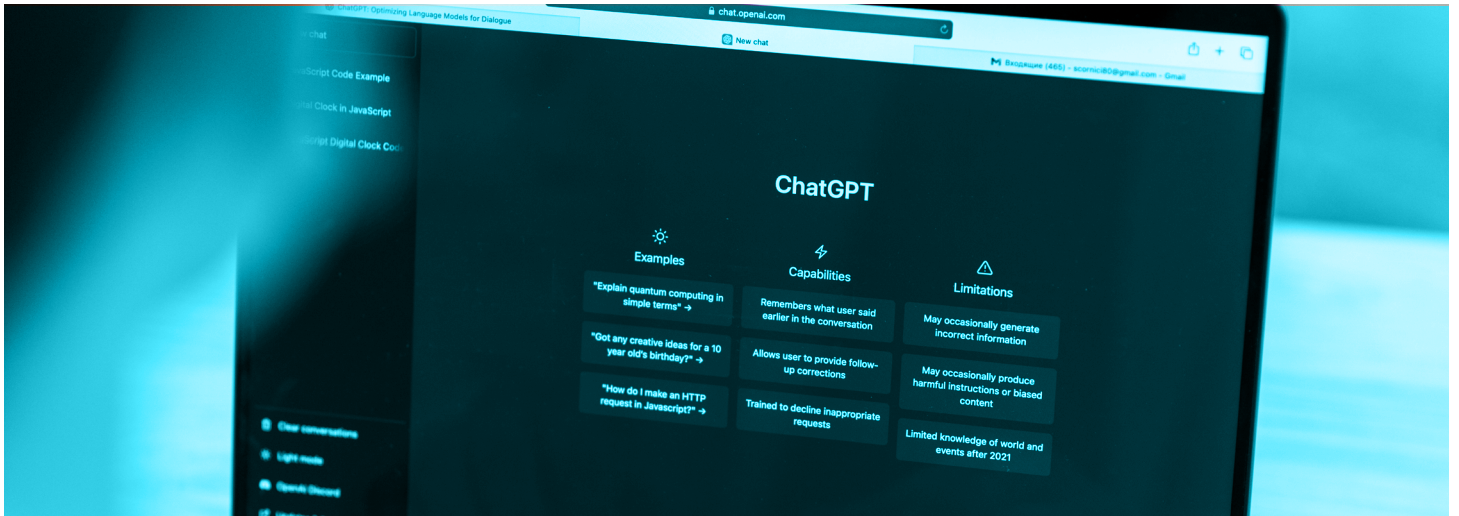 ChatGPT: Optimizing Language Models for Dialogue
chat.openai.com
New chat
Входящие (465) - scornici80@gmail.com - Gmail
chat
Script Code Example
Clock in JavaScript
Script Digital Clock
ChatGPT
Examples
"Explain quantum computing in
simple terms" →
"Got any creative ideas for a 10
year old's birthday?" →
"How do I make an HTTP
request in Javascript?" →
Capabilities
Remembers what user said
earlier in the conversation
Allows user to provide follow-
up corrections
Trained to decline inappropriate
requests
Limitations
May occasionally generate
incorrect information
May occasionally produce
harmful instructions or biased
content
Limited knowledge of world and
events after 2021
Clear conversations
Light mode
OpenAI Discord